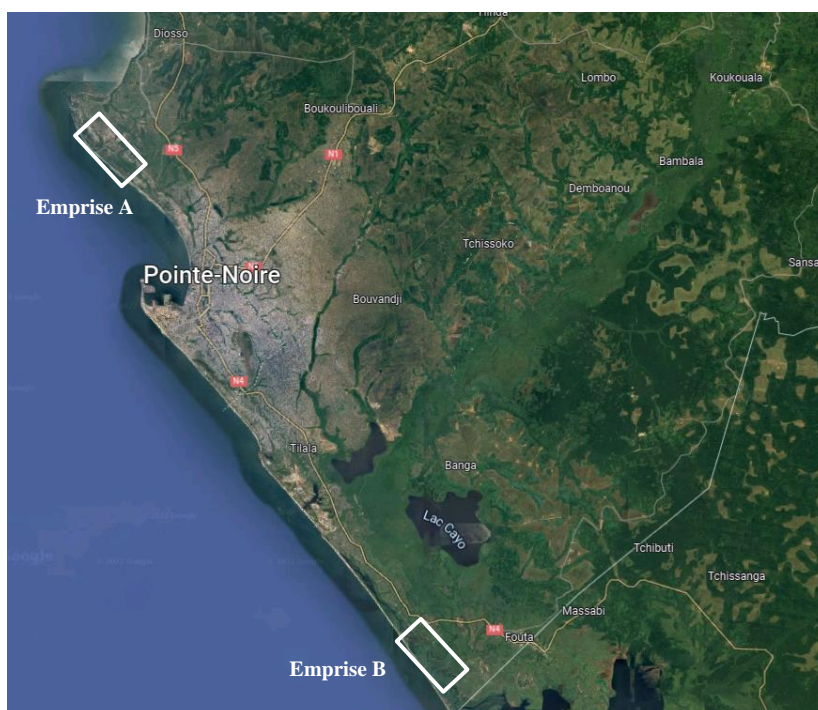 Diosso
Hinda
Lombo
Koukouala
Boukoulibouali
N5
N1
Bambala
Demboanou
Emprise A
Tchissoko
Sansa
Pointe-Noire
Bouvandji
N4
Tilala
Banga
Lac Cayo
Tchibuti
Tchissanga
Massabi
N4
Fouta
Emprise B